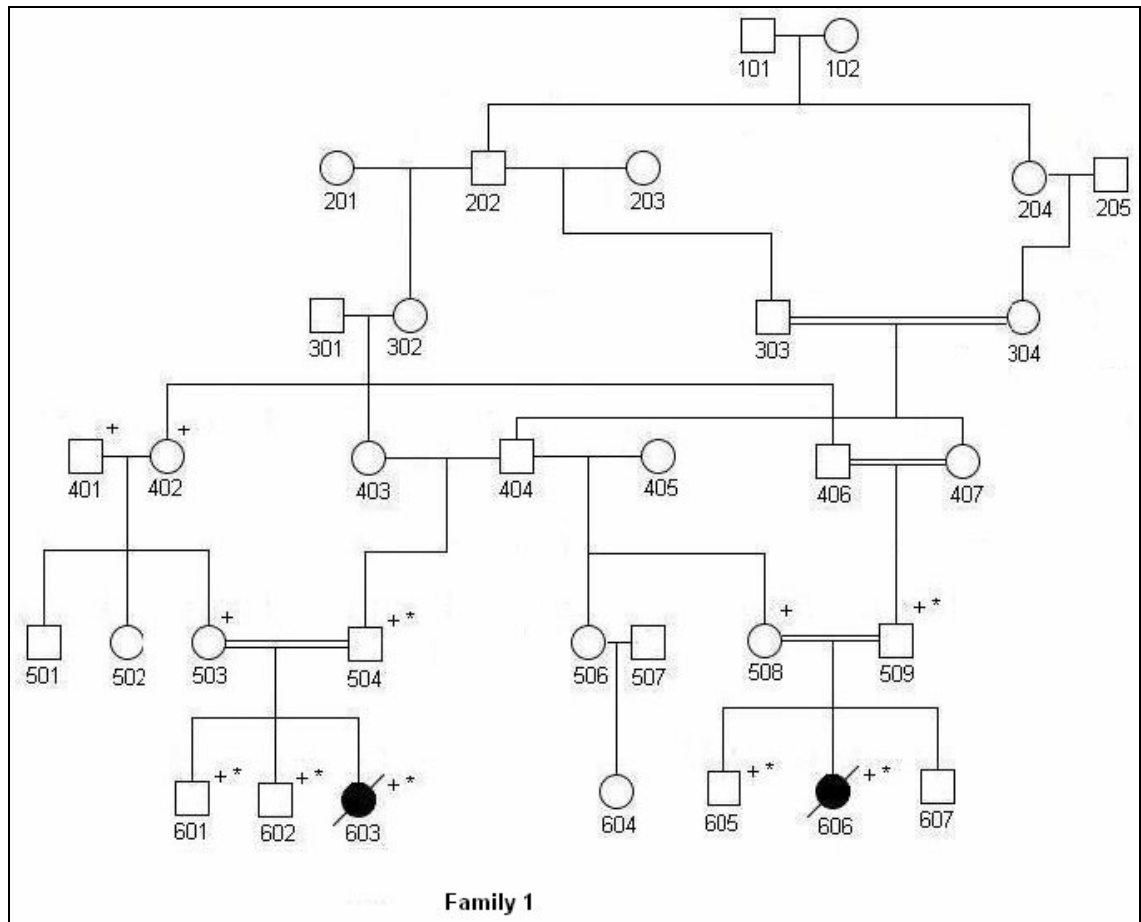 101 102
201 202 203 204 205
301 302 303 304
+ +
401 402 403 404 405 406 407
+ + * + + *
501 502 503 504 506 507 508 509
+ * + * + * + * + *
601 602 603 604 605 606 607
Family 1